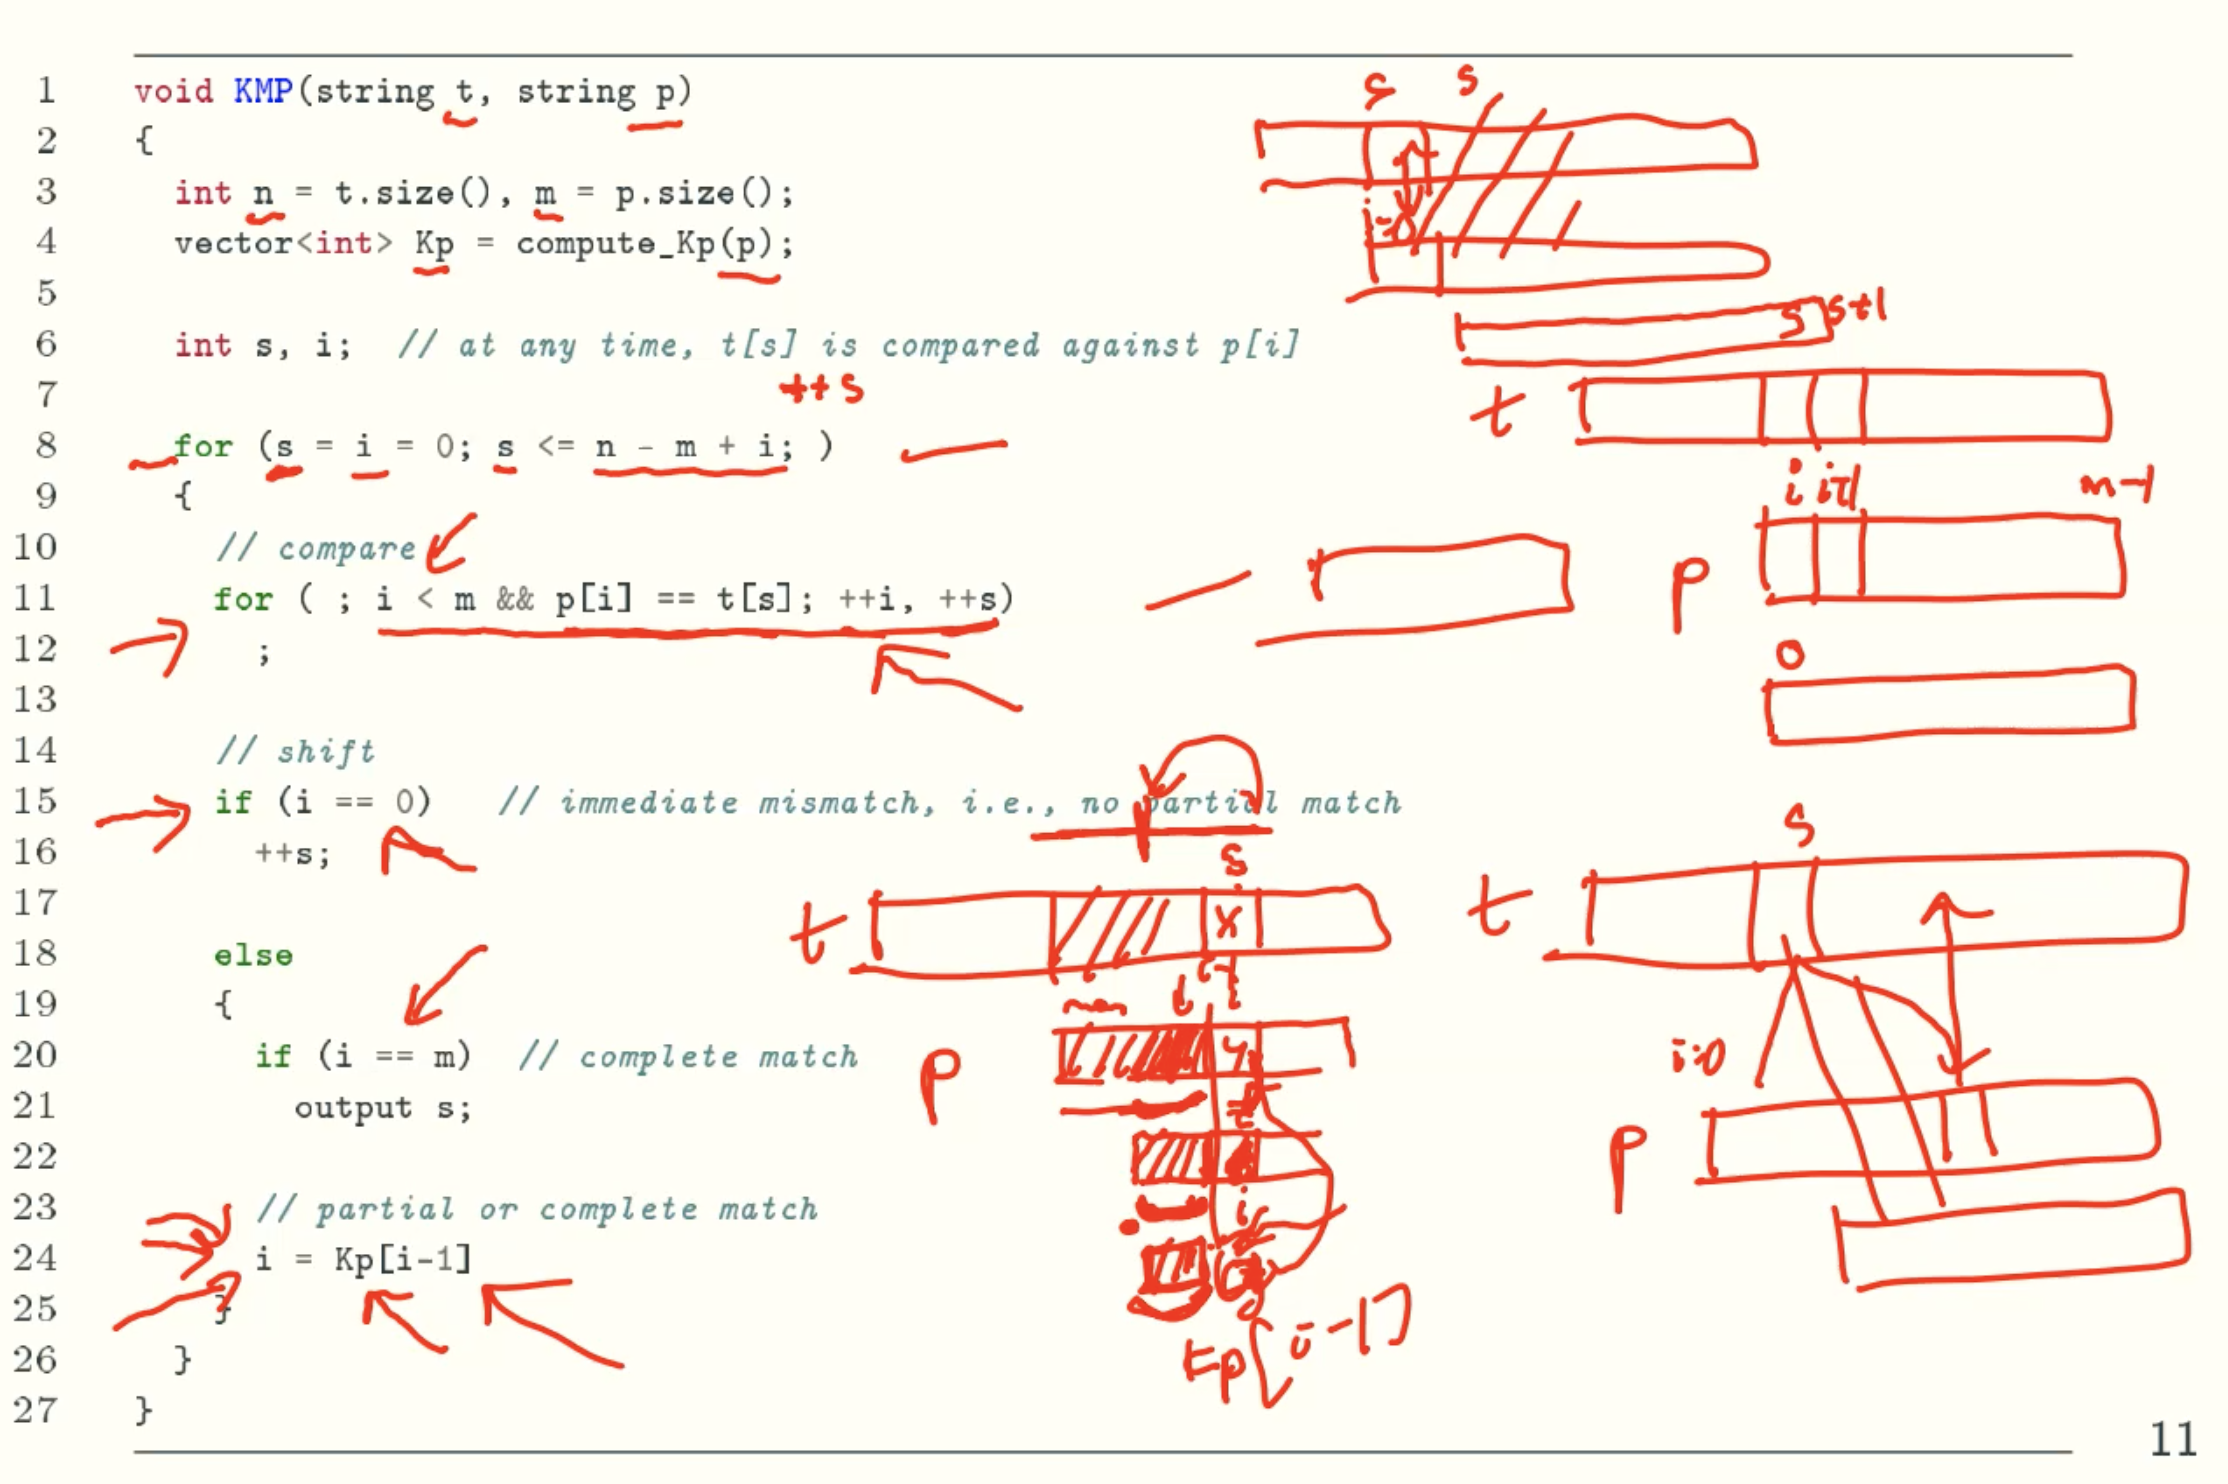 1 void KMP(string t, string p)
2 {
3 int n = t.size(), m = p.size();
4 vector<int> Kp = compute_Kp(p);
5
6 int s, i; // at any time, t[s] is compared against p[i]
7
++s
8 for (s = i = 0; s <= n - m + i; )
9 {
10 // compare
11 for ( ; i < m && p[i] == t[s]; ++i, ++s)
12 ;
13
14 // shift
15 if (i == 0) // immediate mismatch, i.e., no partial match
16 ++s;
17
18 else
19 {
20 if (i == m) // complete match
21 output s;
22
23 // partial or complete match
24 i = Kp[i-1]
25 }
26 }
27 }
s s
i=0
s s+1
t
i i+1 m-1
p
0
s
t x
p
Kp[i-1]
s
t
i=0
p
11